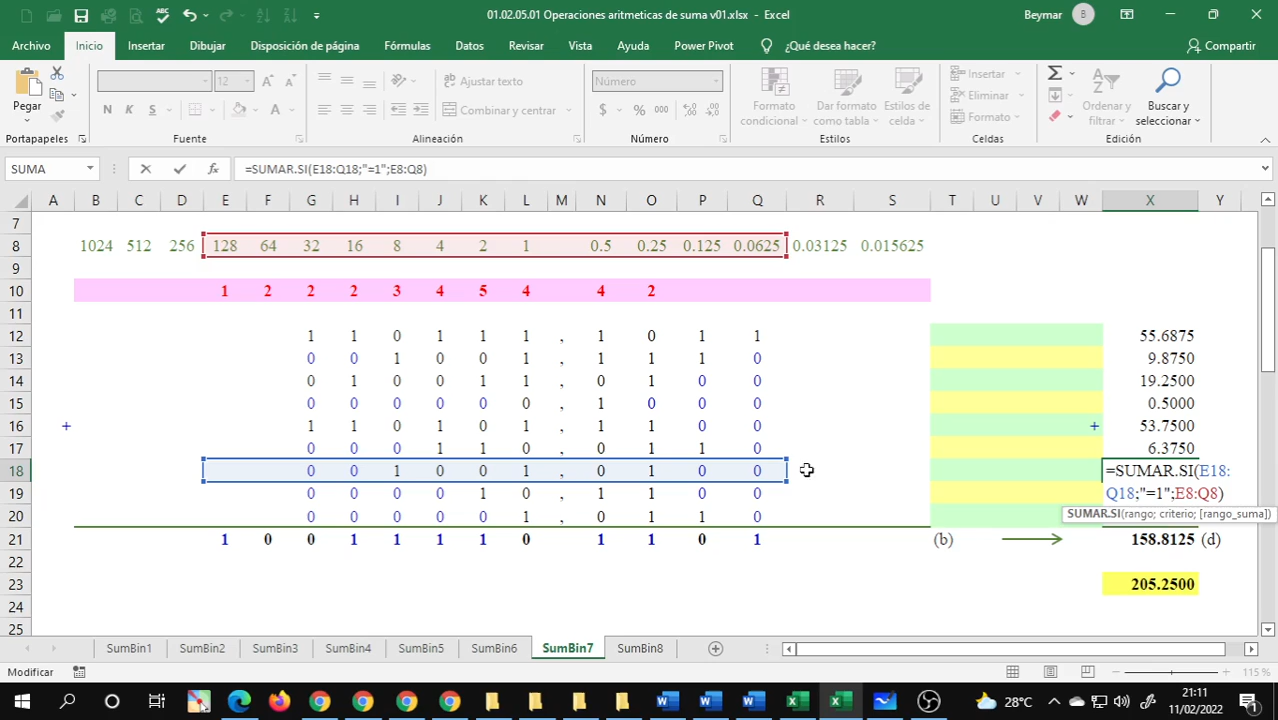 01.02.05.01 Operaciones aritmeticas de suma v01.xlsx - Excel
Beymar B
Archivo Inicio Insertar Dibujar Disposición de página Fórmulas Datos Revisar Vista Ayuda Power Pivot ¿Qué desea hacer? Compartir
Pegar
12
Ajustar texto
Número
Formato condicional
Dar formato como tabla
Estilos de celda
Insertar
Ordenar y filtrar
Buscar y seleccionar
N K S
Combinar y centrar
$ % 000
Eliminar
Formato
Portapapeles Fuente Alineación Número Estilos Celdas Edición
SUMA
=SUMAR.SI(E18:Q18;"=1";E8:Q8)
A B C D E F G H I J K L M N O P Q R S T U V W X Y
7
8 1024 512 256 128 64 32 16 8 4 2 1 0.5 0.25 0.125 0.0625 0.03125 0.015625
9
10 1 2 2 2 3 4 5 4 4 2
11
12 1 1 0 1 1 1 , 1 0 1 1 55.6875
13 0 0 1 0 0 1 , 1 1 1 0 9.8750
14 0 1 0 0 1 1 , 0 1 0 0 19.2500
15 0 0 0 0 0 0 , 1 0 0 0 0.5000
16 + 1 1 0 1 0 1 , 1 1 0 0 + 53.7500
17 0 0 0 1 1 0 , 0 1 1 0 6.3750
18 0 0 1 0 0 1 , 0 1 0 0 =SUMAR.SI(E18:
19 0 0 0 0 1 0 , 1 1 0 0 Q18;"=1";E8:Q8)
20 0 0 0 0 0 1 , 0 1 1 0 SUMAR.SI(rango; criterio; [rango_suma])
21 1 0 0 1 1 1 1 0 1 1 0 1 (b) 158.8125 (d)
22
23 205.2500
24
25
SumBin1 SumBin2 SumBin3 SumBin4 SumBin5 SumBin6 SumBin7 SumBin8
Modificar
115 %
28°C
21:11
11/02/2022